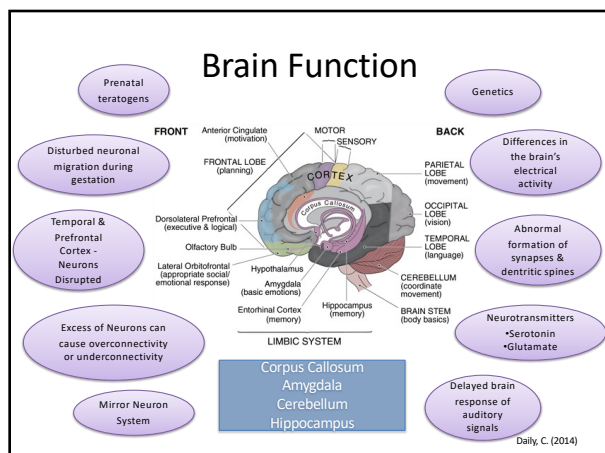 Brain Function
Prenatal
teratogens
Genetics
Disturbed neuronal
migration during
gestation
Differences in
the brain's
electrical
activity
Temporal &
Prefrontal
Cortex -
Neurons
Disrupted
Abnormal
formation of
synapses &
dentritic spines
Excess of Neurons can
cause overconnectivity
or underconnectivity
Neurotransmitters
•Serotonin
•Glutamate
Mirror Neuron
System
Delayed brain
response of
auditory
signals
FRONT
BACK
Anterior Cingulate
(motivation)
MOTOR
SENSORY
FRONTAL LOBE
(planning)
CORTEX
Corpus Callosum
PARIETAL
LOBE
(movement)
OCCIPITAL
LOBE
(vision)
TEMPORAL
LOBE
(language)
Dorsolateral Prefrontal
(executive & logical)
Olfactory Bulb
Lateral Orbitofrontal
(appropriate social/
emotional response)
Hypothalamus
Amygdala
(basic emotions)
Entorhinal Cortex
(memory)
Hippocampus
(memory)
CEREBELLUM
(coordinate
movement)
BRAIN STEM
(body basics)
LIMBIC SYSTEM
Corpus Callosum
Amygdala
Cerebellum
Hippocampus
Daily, C. (2014)